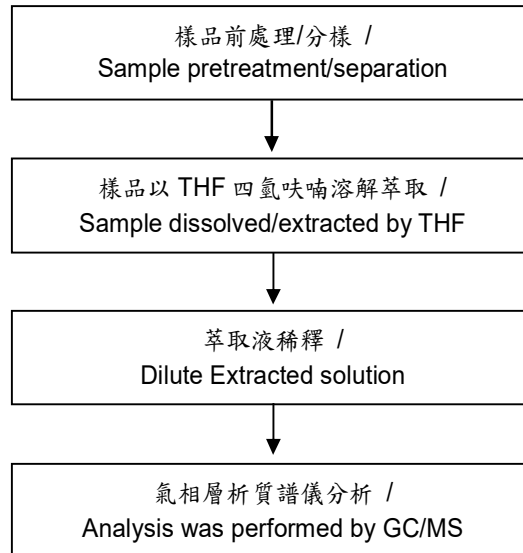 樣品前處理/分樣 /
Sample pretreatment/separation
樣品以 THF 四氫呋喃溶解萃取 /
Sample dissolved/extracted by THF
萃取液稀釋 /
Dilute Extracted solution
氣相層析質譜儀分析 /
Analysis was performed by GC/MS